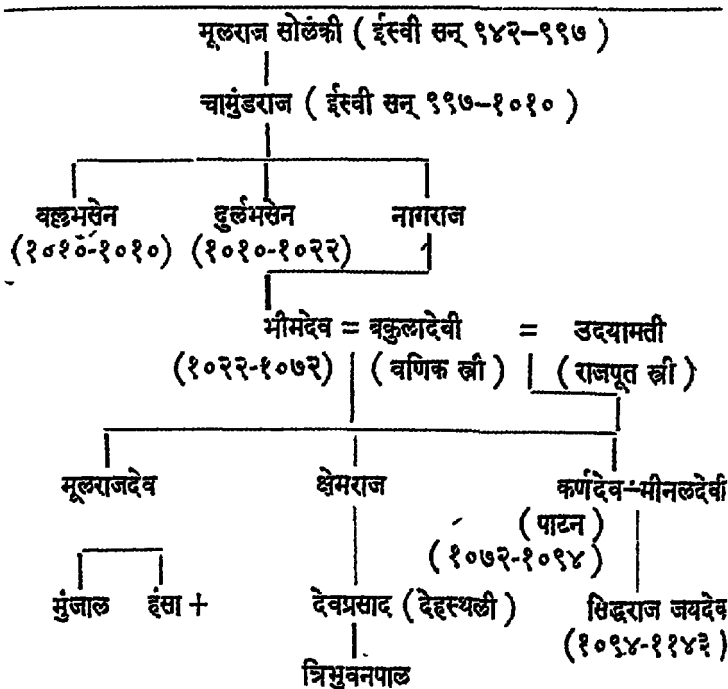 मूलराज सोलंकी ( ईस्वी सन् ९४२-९९७ )
चामुंडराज ( ईस्वी सन् ९९७-१०१० )
वल्लभसेन दुर्लभसेन नागराज
(१०१०-१०१०) (१०१०-१०२२)
भीमदेव = बकुलादेवी = उदयामती
(१०२२-१०७२) ( वणिक स्त्री ) ( राजपूत स्त्री )
मूलराजदेव क्षेमराज कर्णदेव-मीनलदेवी
( पाटन )
( १०७२-१०९४ )
मुंजाल हंसा + देवप्रसाद ( देहस्थली ) सिद्धराज जयदेव
(१०९४-११४३ )
त्रिभुवनपाल